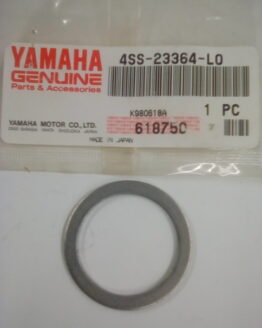 YAMAHA
GENUINE
Parts & Accessories
4SS-23364-L0
K980618A
1 PC
YAMAHA MOTOR CO., LTD.
618750
MADE IN JAPAN